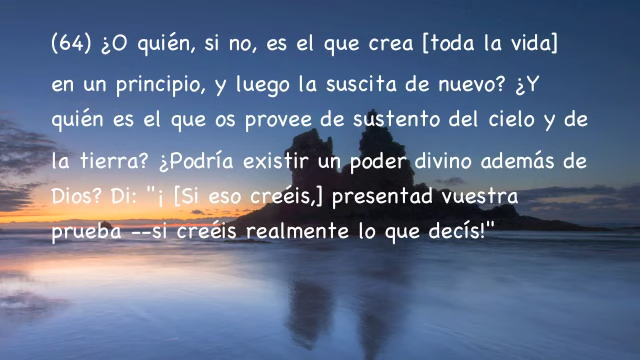 (64) ¿O quién, si no, es el que crea [toda la vida]
en un principio, y luego la suscita de nuevo? ¿Y
quién es el que os provee de sustento del cielo y de
la tierra? ¿Podría existir un poder divino además de
Dios? Di: "¡ [Si eso creéis,] presentad vuestra
prueba --si creéis realmente lo que decís!"